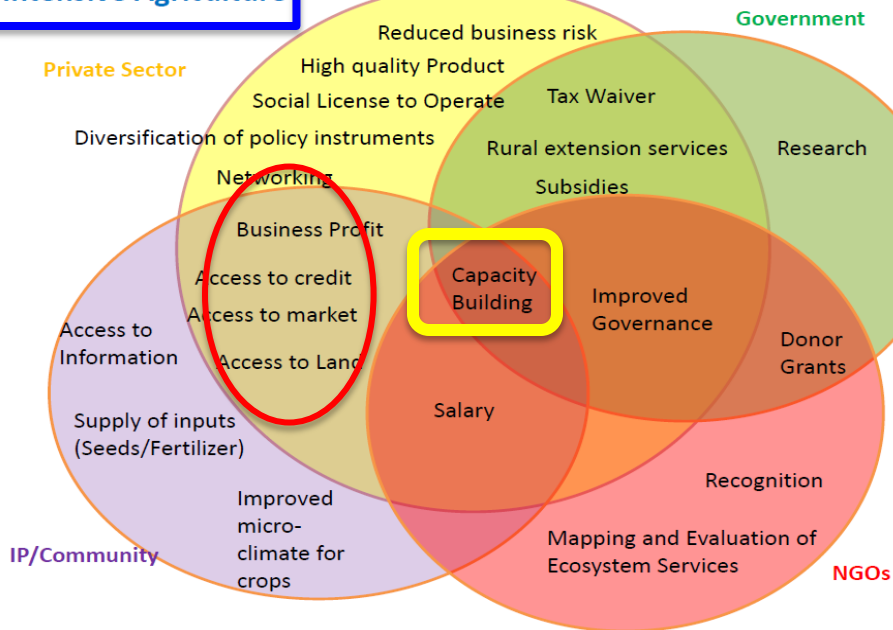 Intensive Agriculture
Government
Reduced business risk
Private Sector
High quality Product
Social License to Operate
Tax Waiver
Diversification of policy instruments
Rural extension services
Research
Networking
Subsidies
Business Profit
Access to credit
Capacity
Building
Improved
Governance
Access to market
Access to
Information
Access to Land
Donor
Grants
Salary
Supply of inputs
(Seeds/Fertilizer)
Recognition
Improved
micro-
climate for
crops
Mapping and Evaluation of
Ecosystem Services
IP/Community
NGOs